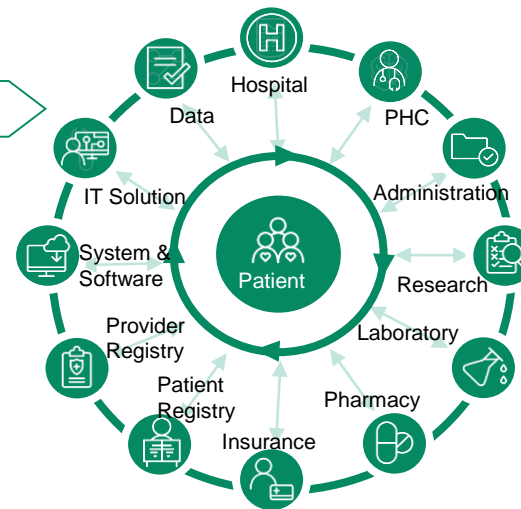 H
Hospital
PHC
Data
Administration
IT Solution
System &
Software
Patient
Research
Provider
Registry
Laboratory
Patient
Registry
Pharmacy
Insurance